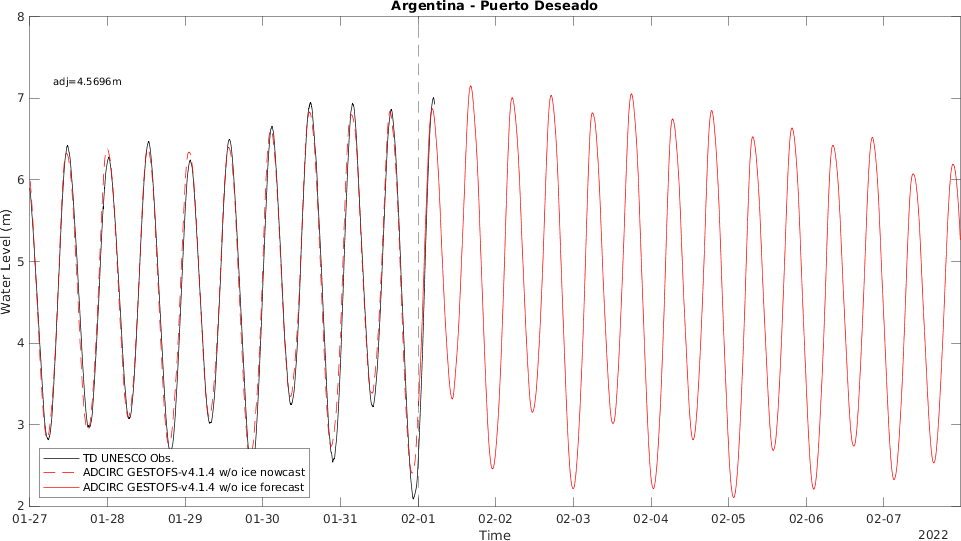 Argentina - Puerto Deseado
8
7
6
5
4
3
2
adj=4.5696m
Water Level (m)
TD UNESCO Obs.
ADCIRC GESTOFS-v4.1.4 w/o ice nowcast
ADCIRC GESTOFS-v4.1.4 w/o ice forecast
01-27 01-28 01-29 01-30 01-31 02-01 02-02 02-03 02-04 02-05 02-06 02-07
Time
2022